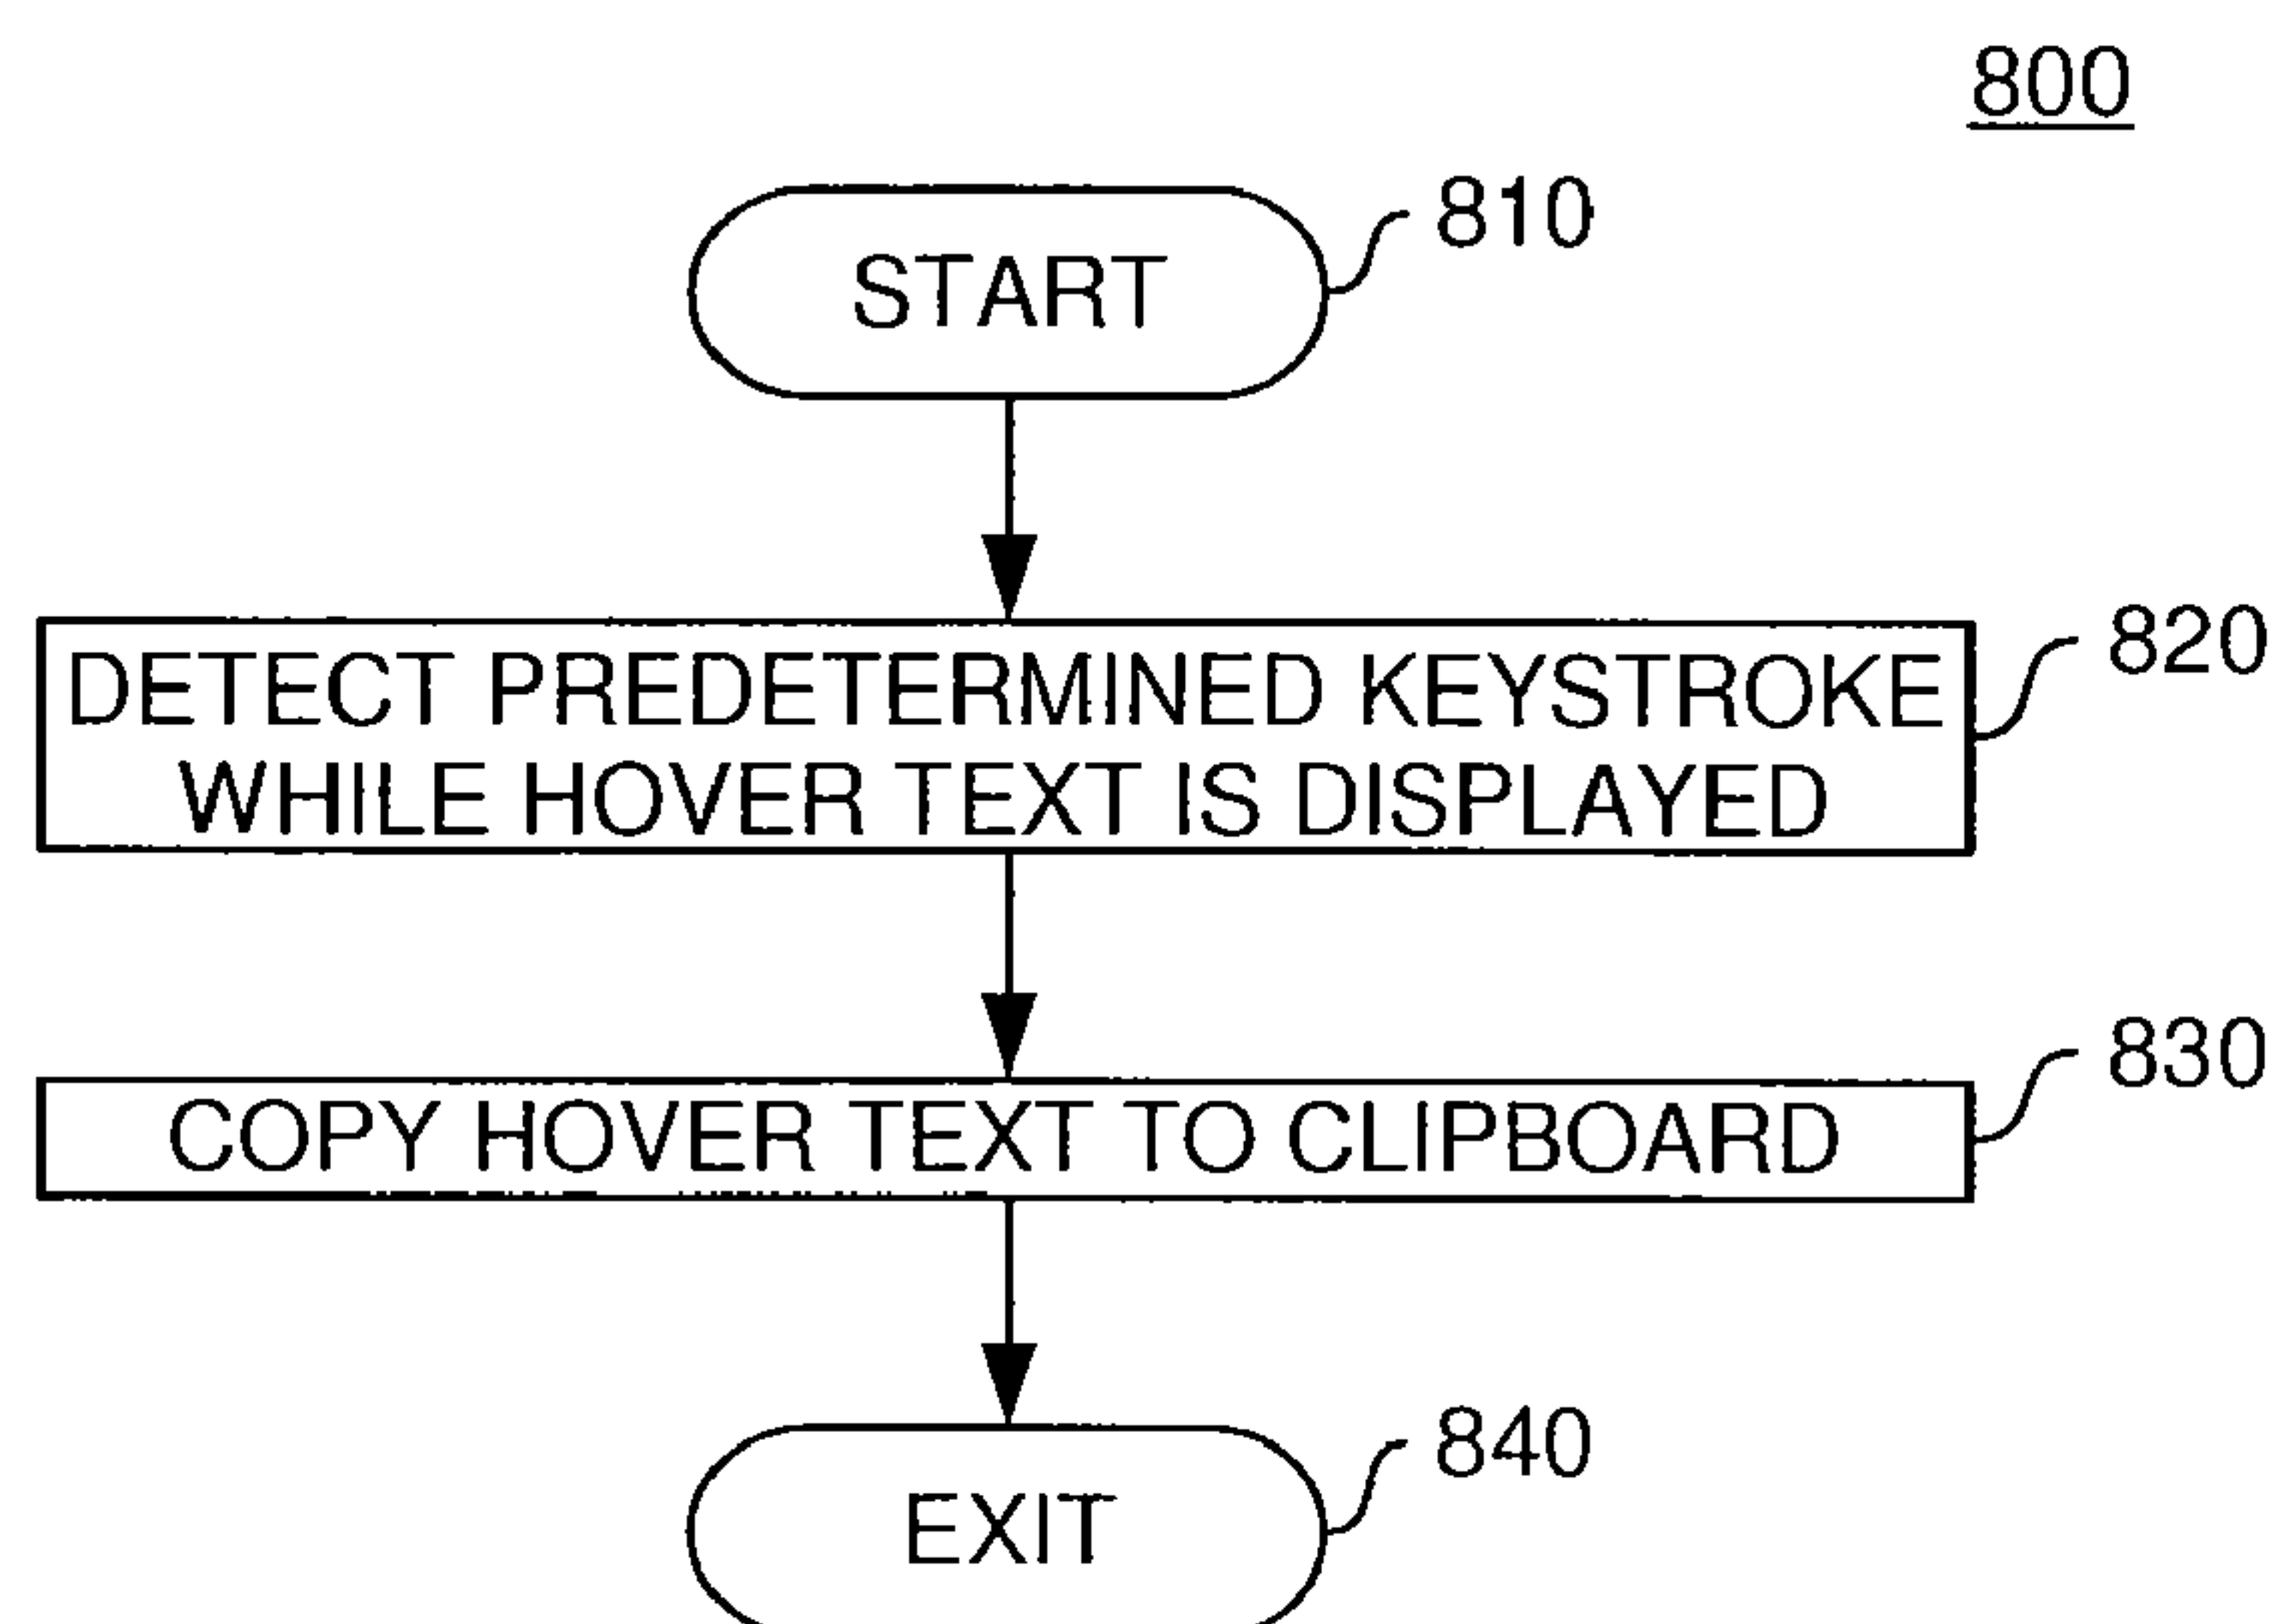 800
START
810
DETECT PREDETERMINED KEYSTROKE
WHILE HOVER TEXT IS DISPLAYED
820
COPY HOVER TEXT TO CLIPBOARD
830
EXIT
840